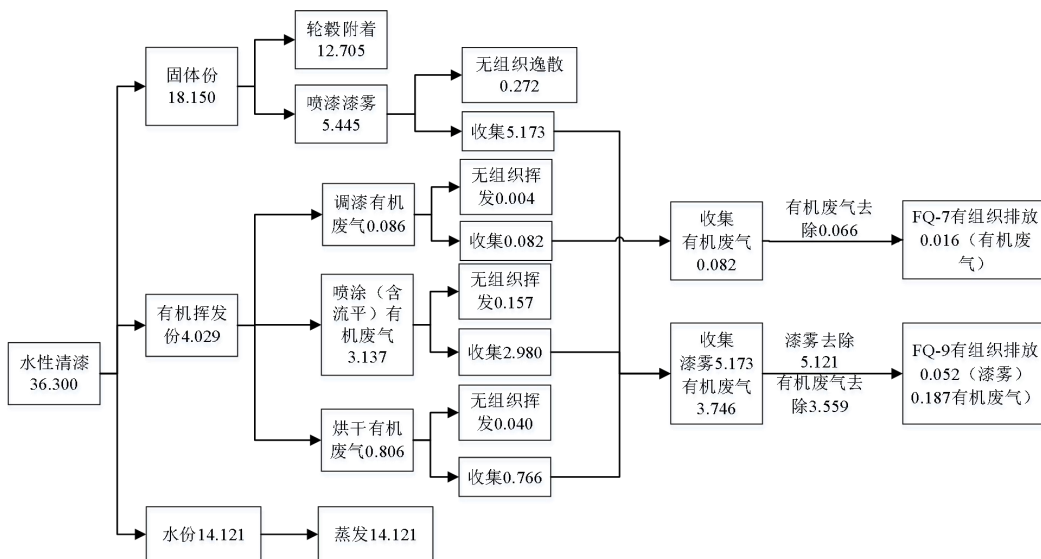 轮毂附着
12.705
固体份
18.150
喷漆漆雾
5.445
无组织逸散
0.272
收集5.173
调漆有机
废气0.086
无组织挥
发0.004
收集0.082
收集
有机废气
0.082
有机废气去
除0.066
FQ-7有组织排放
0.016（有机废
气）
水性清漆
36.300
有机挥发
份4.029
喷涂（含
流平）有
机废气
3.137
无组织挥
发0.157
收集2.980
收集
漆雾5.173
有机废气
3.746
漆雾去除
5.121
有机废气去
除3.559
FQ-9有组织排放
0.052（漆雾）
0.187有机废气）
烘干有机
废气0.806
无组织挥
发0.040
收集0.766
水份14.121
蒸发14.121